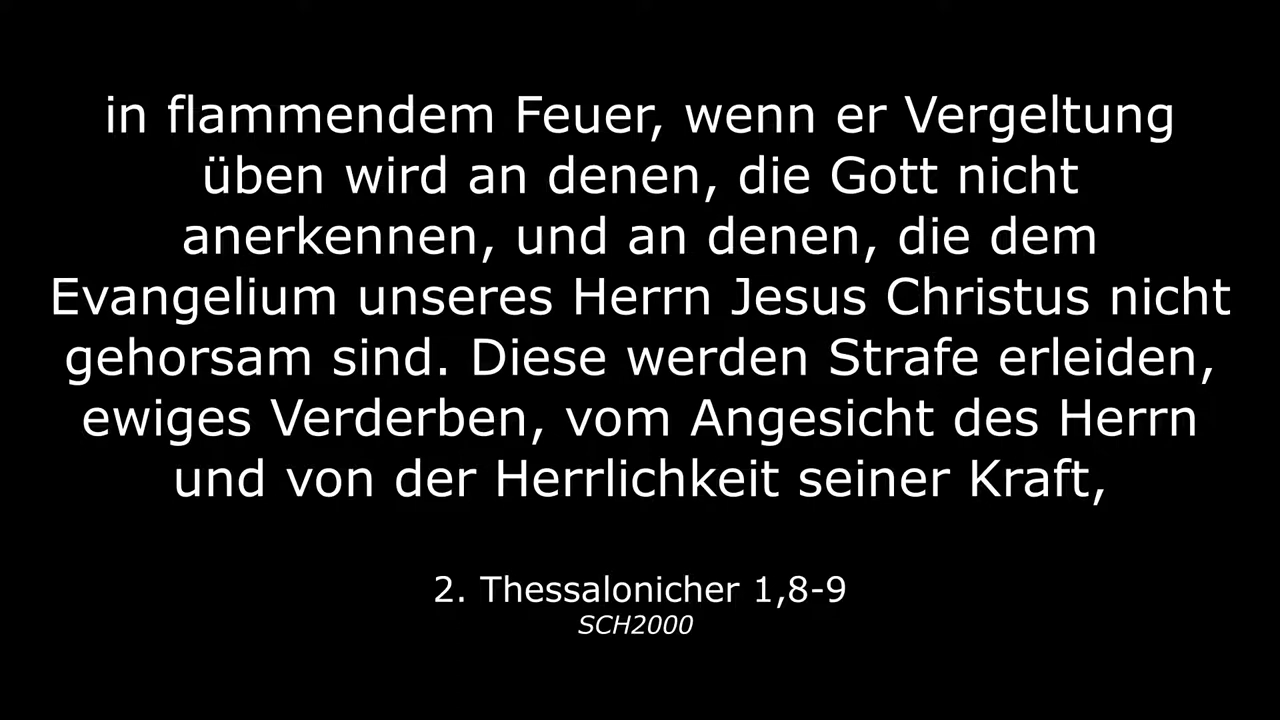 in flammendem Feuer, wenn er Vergeltung
üben wird an denen, die Gott nicht
anerkennen, und an denen, die dem
Evangelium unseres Herrn Jesus Christus nicht
gehorsam sind. Diese werden Strafe erleiden,
ewiges Verderben, vom Angesicht des Herrn
und von der Herrlichkeit seiner Kraft,
2. Thessalonicher 1,8-9
SCH2000